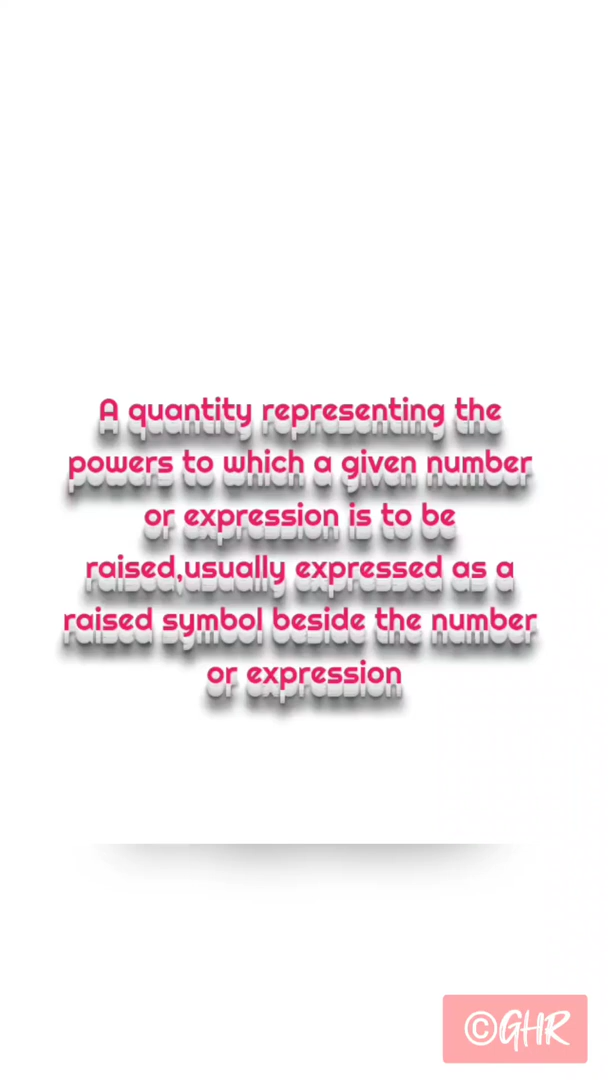 A quantity representing the
powers to which a given number
or expression is to be
raised,usually expressed as a
raised symbol beside the number
or expression
©GHR